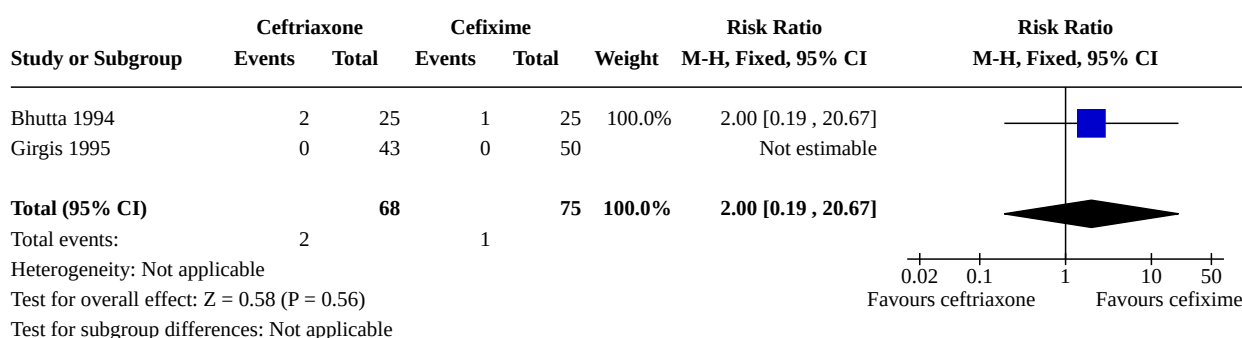 Ceftriaxone Cefixime Risk Ratio Risk Ratio
Study or Subgroup Events Total Events Total Weight M-H, Fixed, 95% CI M-H, Fixed, 95% CI
Bhutta 1994 2 25 1 25 100.0% 2.00 [0.19 , 20.67]
Girgis 1995 0 43 0 50 Not estimable
Total (95% CI) 68 75 100.0% 2.00 [0.19 , 20.67]
Total events: 2 1
Heterogeneity: Not applicable
0.02 0.1 1 10 50
Test for overall effect: Z = 0.58 (P = 0.56)
Favours ceftriaxone Favours cefixime
Test for subgroup differences: Not applicable